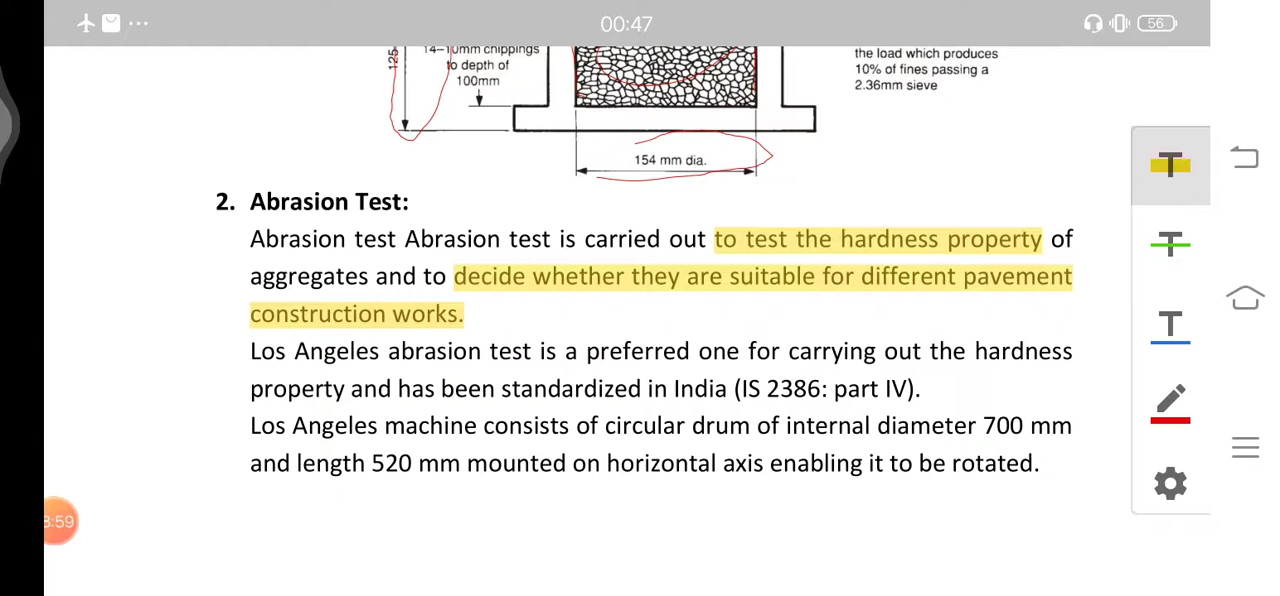 00:47
56
14–10mm chippings
to depth of
100mm
125
the load which produces
10% of fines passing a
2.36mm sieve
154 mm dia.
2. Abrasion Test:
Abrasion test Abrasion test is carried out to test the hardness property of
aggregates and to decide whether they are suitable for different pavement
construction works.
Los Angeles abrasion test is a preferred one for carrying out the hardness
property and has been standardized in India (IS 2386: part IV).
Los Angeles machine consists of circular drum of internal diameter 700 mm
and length 520 mm mounted on horizontal axis enabling it to be rotated.
T
T
T